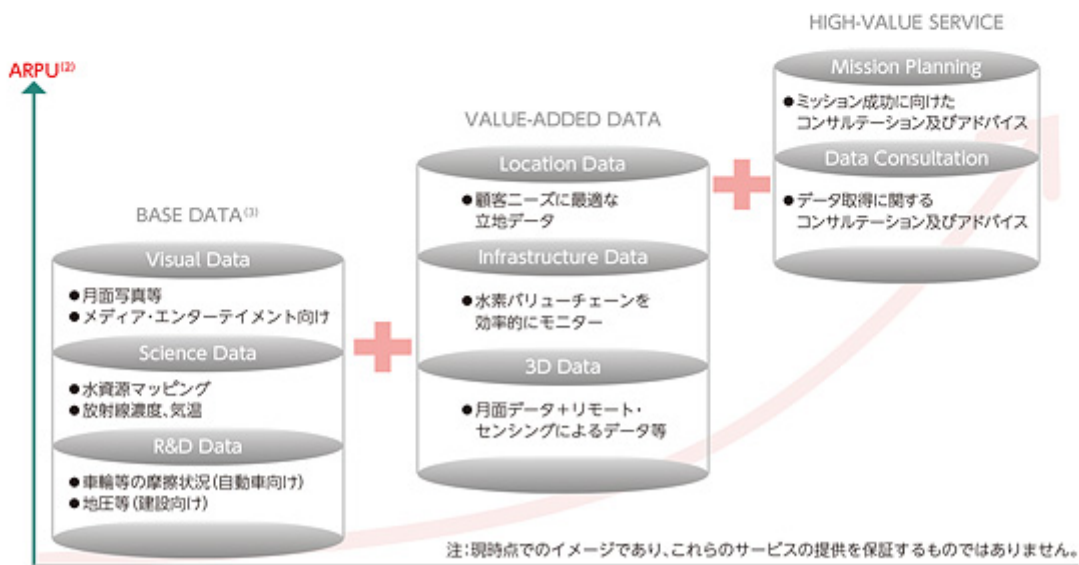 HIGH-VALUE SERVICE
Mission Planning
●ミッション成功に向けた
コンサルテーション及びアドバイス
Data Consultation
●データ取得に関する
コンサルテーション及びアドバイス
ARPU(2)
VALUE-ADDED DATA
Location Data
●顧客ニーズに最適な
立地データ
Infrastructure Data
●水素バリューチェーンを
効率的にモニター
3D Data
●月面データ+リモート・
センシングによるデータ等
BASE DATA(3)
Visual Data
●月面写真等
●メディア・エンターテイメント向け
Science Data
●水資源マッピング
●放射線濃度、気温
R&D Data
●車輪等の摩擦状況(自動車向け)
●地圧等(建設向け)
注:現時点でのイメージであり、これらのサービスの提供を保証するものではありません。